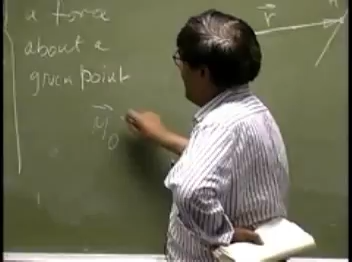 a force
about a
given point
M⃗₀
r⃗
A